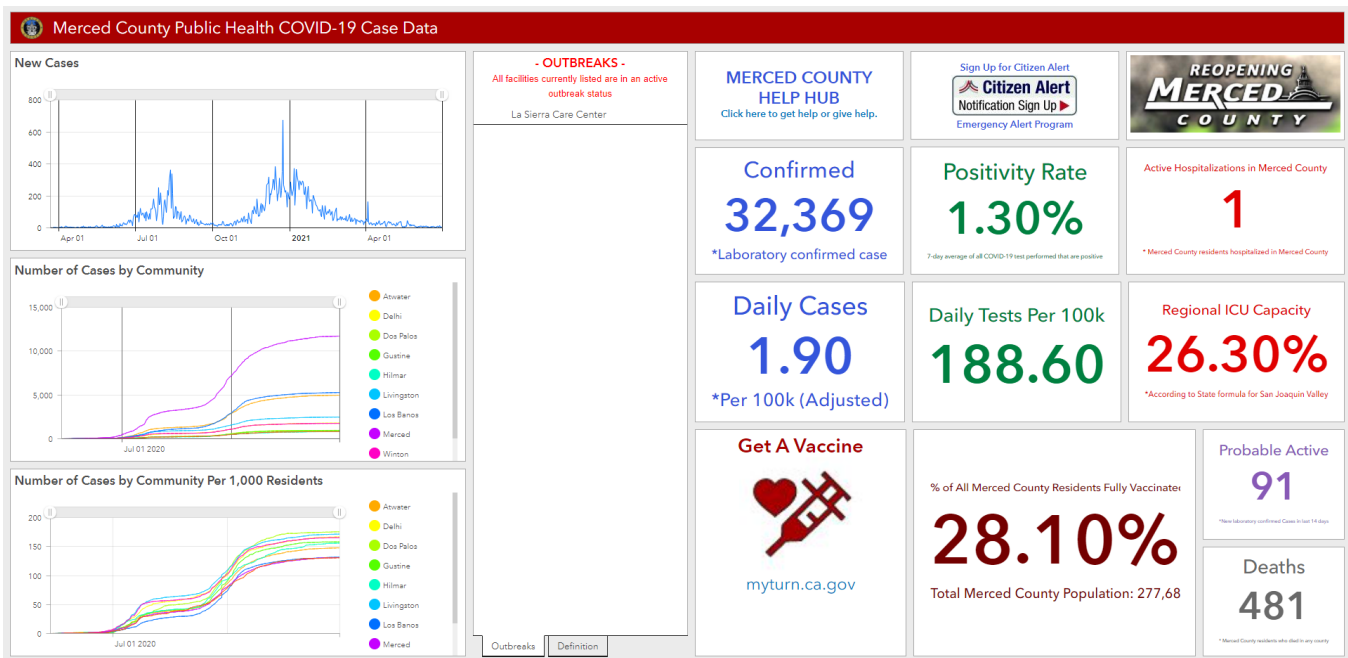 Merced County Public Health COVID-19 Case Data
New Cases
800
600
400
200
0
Apr 01
Jul 01
Oct 01
2021
Apr 01
Number of Cases by Community
15,000
10,000
5,000
0
Jul 01 2020
Atwater
Delhi
Dos Palos
Gustine
Hilmar
Livingston
Los Banos
Merced
Winton
Number of Cases by Community Per 1,000 Residents
200
150
100
50
0
Jul 01 2020
Atwater
Delhi
Dos Palos
Gustine
Hilmar
Livingston
Los Banos
Merced
- OUTBREAKS -
All facilities currently listed are in an active
outbreak status
La Sierra Care Center
Outbreaks
Definition
MERCED COUNTY
HELP HUB
Click here to get help or give help.
Sign Up for Citizen Alert
Citizen Alert
Notification Sign Up
Emergency Alert Program
REOPENING
MERCED
COUNTY
Confirmed
32,369
*Laboratory confirmed case
Positivity Rate
1.30%
7-day average of all COVID-19 test performed that are positive
Active Hospitalizations in Merced County
1
* Merced County residents hospitalized in Merced County
Daily Cases
1.90
*Per 100k (Adjusted)
Daily Tests Per 100k
188.60
Regional ICU Capacity
26.30%
*According to State formula for San Joaquin Valley
Get A Vaccine
myturn.ca.gov
% of All Merced County Residents Fully Vaccinated
28.10%
Total Merced County Population: 277,68
Probable Active
91
*New laboratory confirmed Cases in last 14 days
Deaths
481
* Merced County residents who died in any county